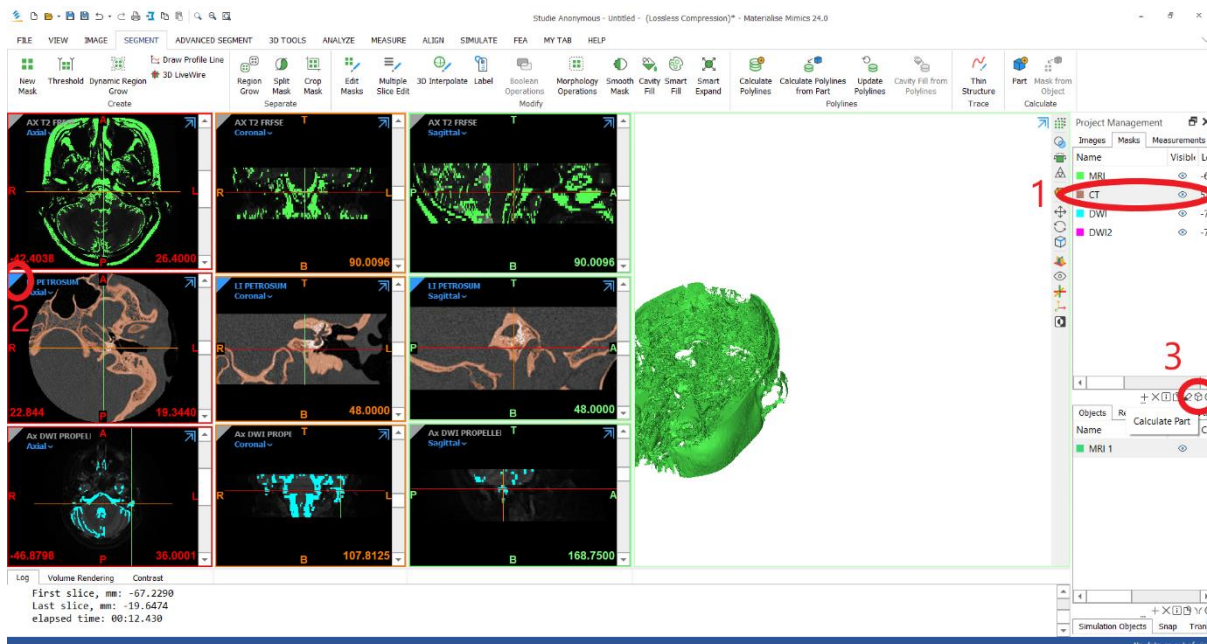 Studie Anonymous - Untitled - (Lossless Compression)* - Materialise Mimics 24.0
FILE VIEW IMAGE SEGMENT ADVANCED SEGMENT 3D TOOLS ANALYZE MEASURE ALIGN SIMULATE FEA MY TAB HELP
New Mask
Threshold
Dynamic Region Grow
Draw Profile Line
3D LiveWire
Create
Region Grow
Split Mask
Crop Mask
Separate
Edit Masks
Multiple Slice Edit
3D Interpolate
Label
Boolean Operations
Morphology Operations
Smooth Mask
Cavity Fill
Smart Fill
Smart Expand
Modify
Calculate Polylines
Calculate Polylines from Part
Update Polylines
Cavity Fill from Polylines
Polylines
Thin Structure
Trace
Part
Mask from Object
Calculate
AX T2 FRFSE
Axial
A
R
L
P
-42.4038
26.4000
AX T2 FRFSE
Coronal
T
R
L
B
90.0096
AX T2 FRFSE
Sagittal
T
P
A
B
90.0096
PETROSUM
Axial
2
A
R
L
P
22.844
19.3440
LI PETROSUM
Coronal
T
R
L
B
48.0000
LI PETROSUM
Sagittal
T
P
A
B
48.0000
Ax DWI PROPELI
Axial
A
R
L
P
-46.8798
36.0001
Ax DWI PROPE
Coronal
T
R
L
B
107.8125
Ax DWI PROPELLEI
Sagittal
T
P
A
B
168.7500
Project Management
Images Masks Measurements
Name Visible
MRI
1
CT
DWI
DWI2
3
Objects
Calculate Part
Name
MRI 1
Log Volume Rendering Contrast
First slice, mm: -67.2290
Last slice, mm: -19.6474
elapsed time: 00:12.430
Simulation Objects Snap